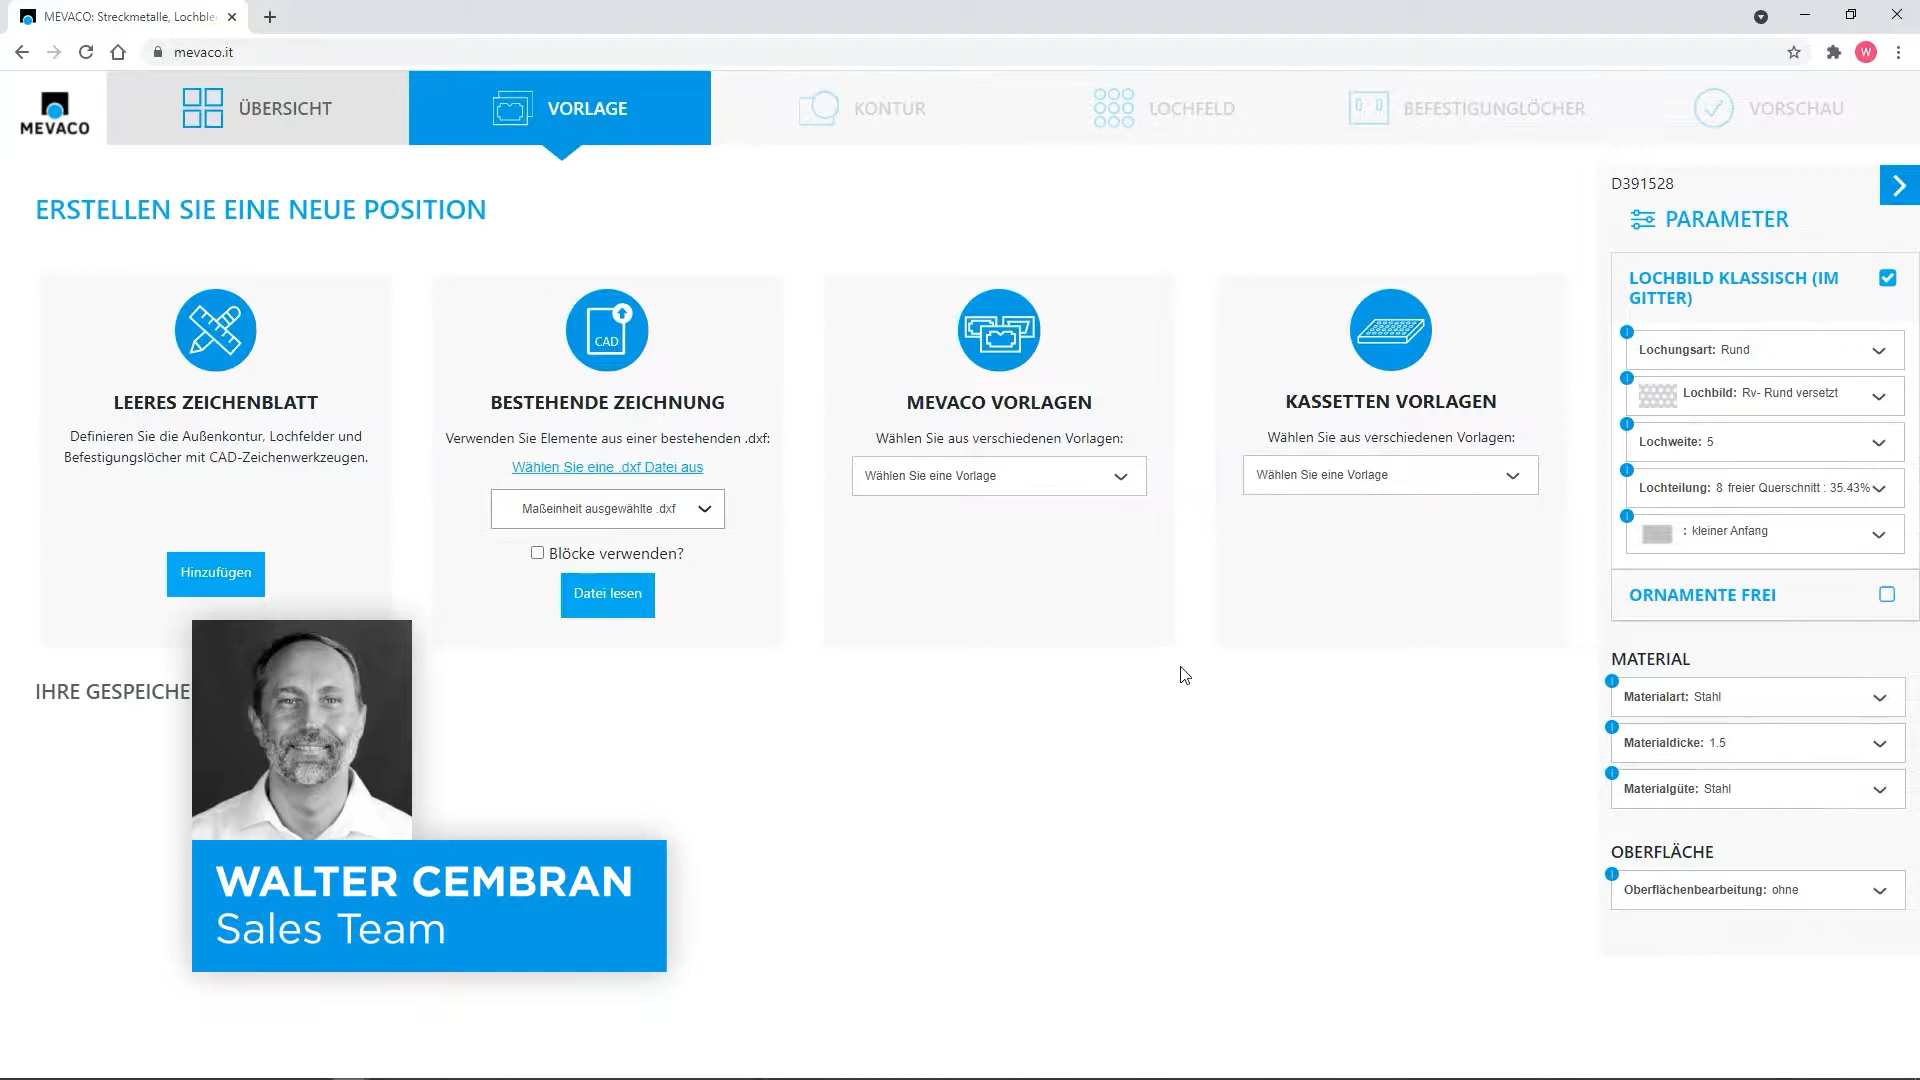 MEVACO: Streckmetalle, Lochble
mevaco.it
W
MEVACO
ÜBERSICHT
VORLAGE
KONTUR
LOCHFELD
BEFESTIGUNGLÖCHER
VORSCHAU
ERSTELLEN SIE EINE NEUE POSITION
LEERES ZEICHENBLATT
Definieren Sie die Außenkontur, Lochfelder und
Befestigungslöcher mit CAD-Zeichenwerkzeugen.
Hinzufügen
CAD
BESTEHENDE ZEICHNUNG
Verwenden Sie Elemente aus einer bestehenden .dxf:
Wählen Sie eine .dxf Datei aus
Maßeinheit ausgewählte .dxf
Blöcke verwenden?
Datei lesen
MEVACO VORLAGEN
Wählen Sie aus verschiedenen Vorlagen:
Wählen Sie eine Vorlage
KASSETTEN VORLAGEN
Wählen Sie aus verschiedenen Vorlagen:
Wählen Sie eine Vorlage
IHRE GESPEICHE
WALTER CEMBRAN
Sales Team
D391528
PARAMETER
LOCHBILD KLASSISCH (IM
GITTER)
Lochungsart: Rund
Lochbild: Rv- Rund versetzt
Lochweite: 5
Lochteilung: 8 freier Querschnitt : 35.43%
: kleiner Anfang
ORNAMENTE FREI
MATERIAL
Materialart: Stahl
Materialdicke: 1.5
Materialgüte: Stahl
OBERFLÄCHE
Oberflächenbearbeitung: ohne